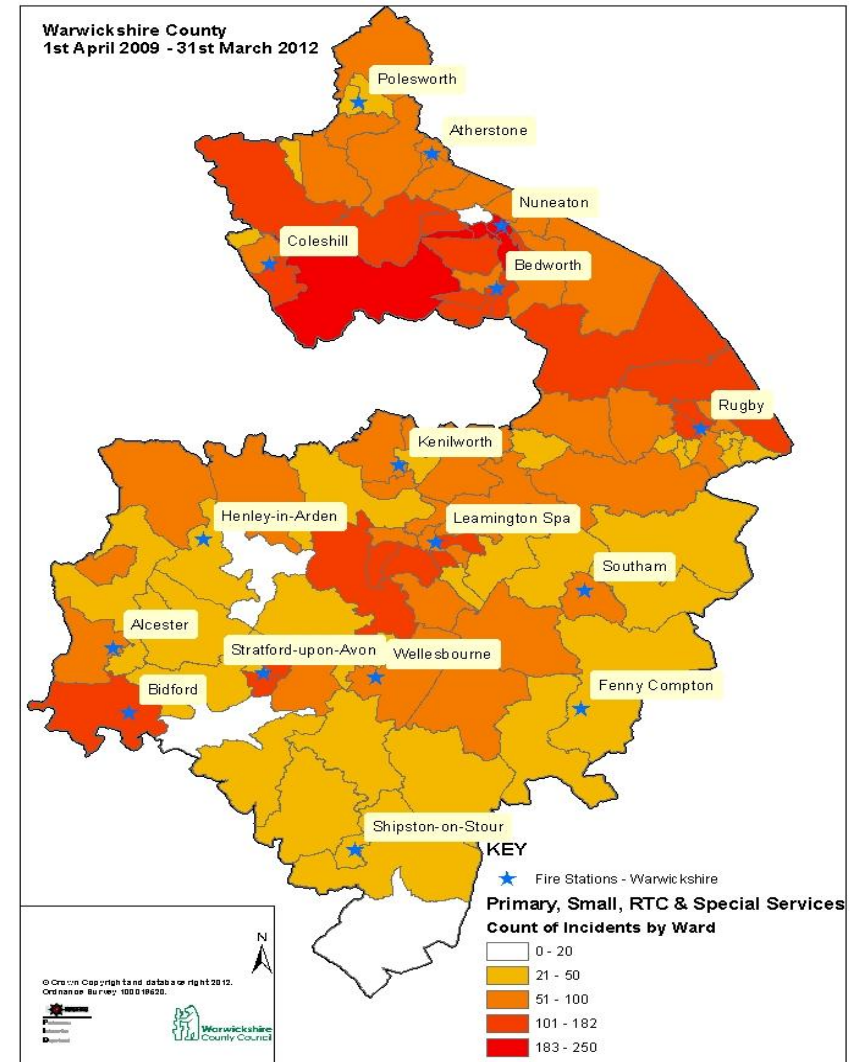 Warwickshire County
1st April 2009 - 31st March 2012
Polesworth
Atherstone
Nuneaton
Coleshill
Bedworth
Rugby
Kenilworth
Henley-in-Arden
Leamington Spa
Southam
Alcester
Stratford-upon-Avon
Wellesbourne
Bidford
Fenny Compton
Shipston-on-Stour
KEY
Fire Stations - Warwickshire
Primary, Small, RTC & Special Services
Count of Incidents by Ward
0 - 20
21 - 50
51 - 100
101 - 182
183 - 250
N
© Crown Copyright and database right 2012.
Ordnance Survey 100019520.
Warwickshire
County Council